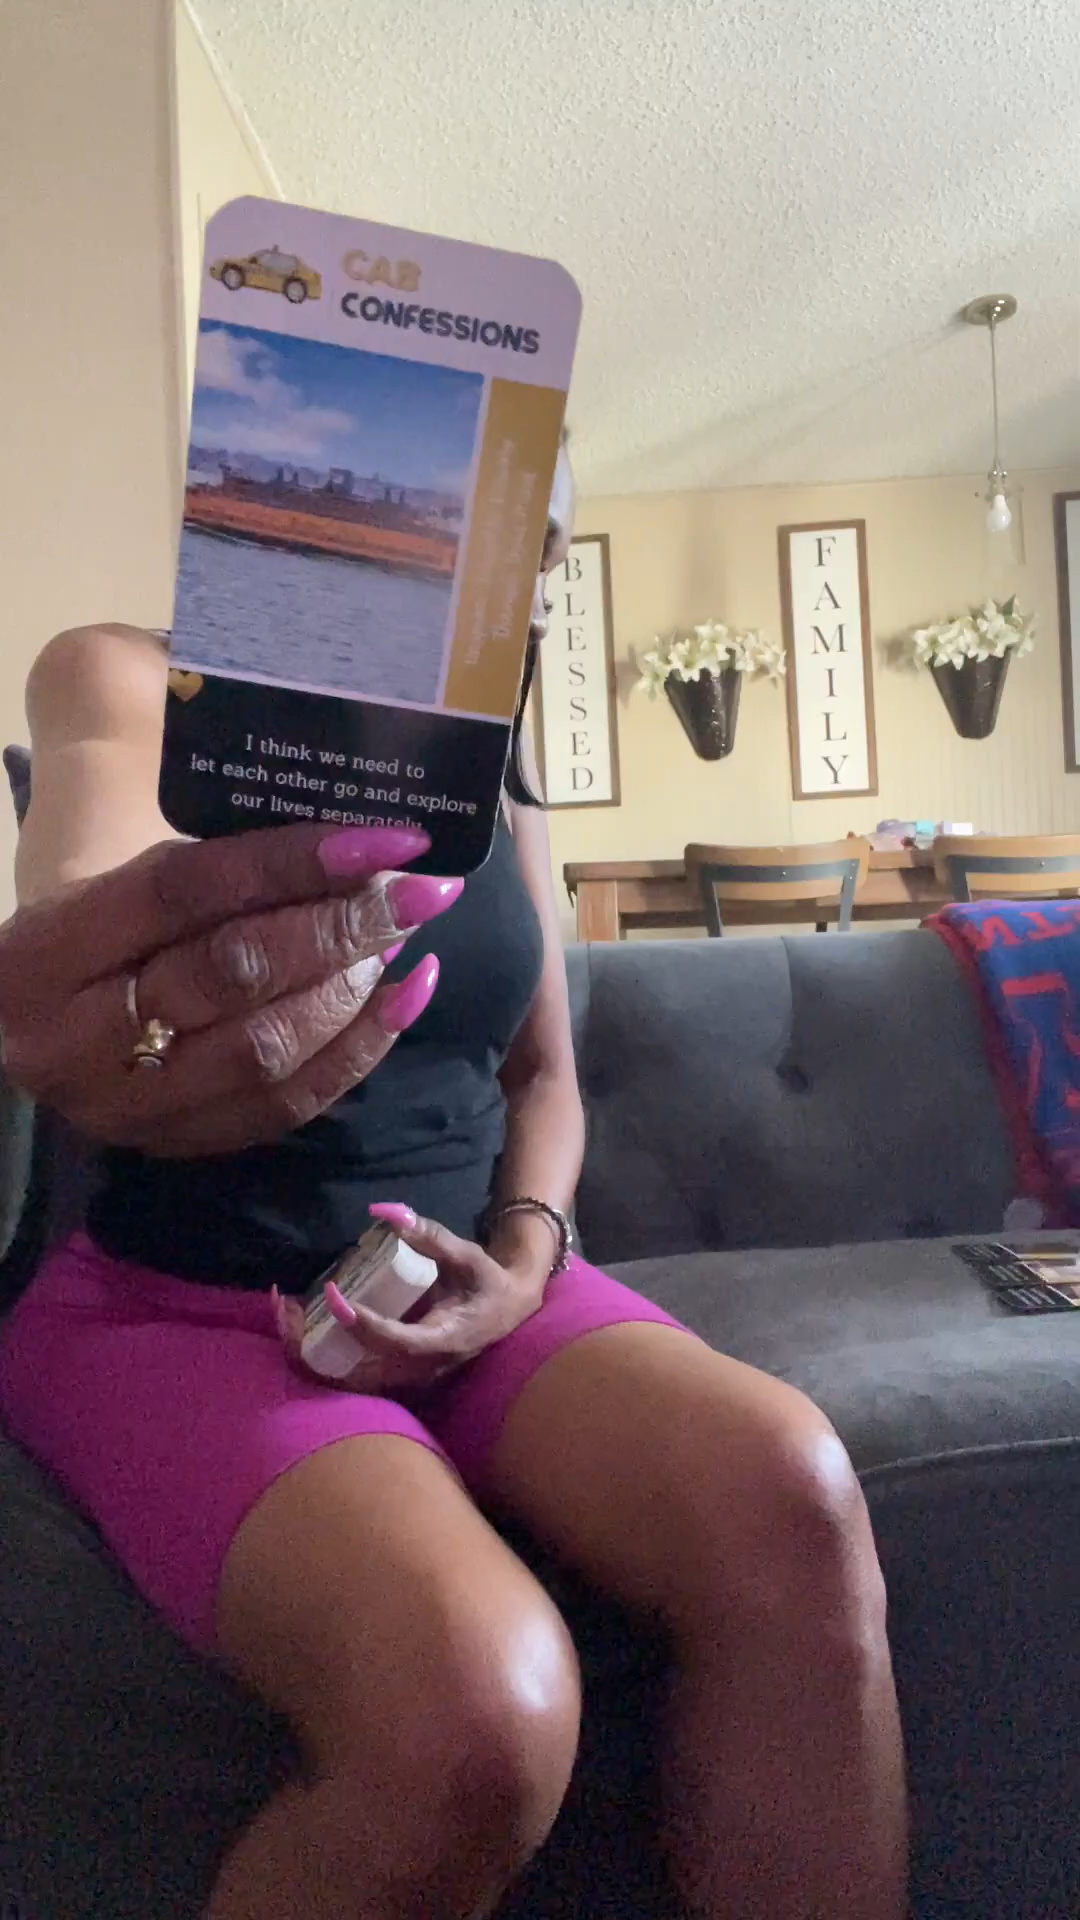 CAB
CONFESSIONS
I think we need to
let each other go and explore
our lives separately
BLESSED
FAMILY